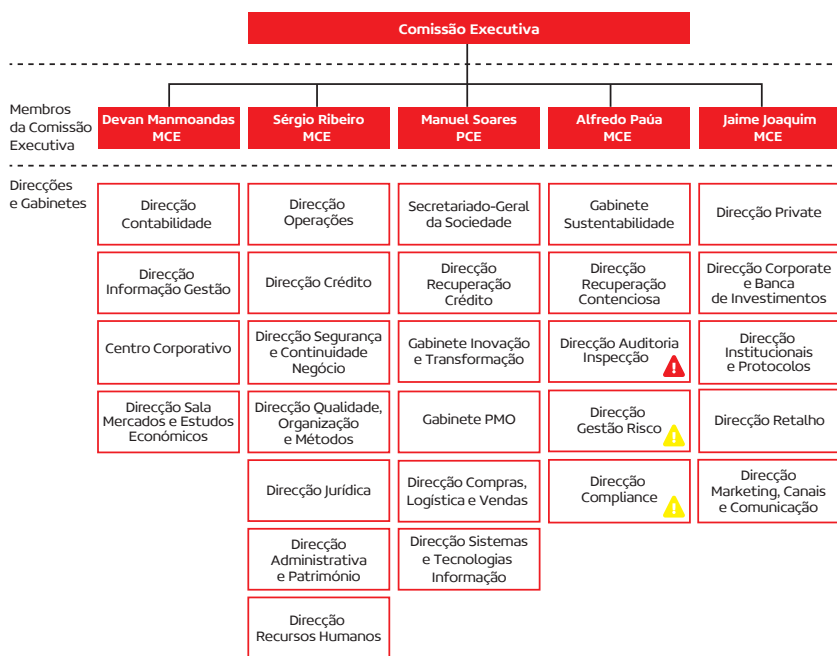 Comissão Executiva
Membros
da Comissão
Executiva
Devan Manmoandas
MCE
Sérgio Ribeiro
MCE
Manuel Soares
PCE
Alfredo Paúa
MCE
Jaime Joaquim
MCE
Direcções
e Gabinetes
Direcção
Contabilidade
Direcção
Operações
Secretariado-Geral
da Sociedade
Gabinete
Sustentabilidade
Direcção Private
Direcção
Informação Gestão
Direcção Crédito
Direcção
Recuperação
Crédito
Direcção
Recuperação
Contenciosa
Direcção Corporate
e Banca
de Investimentos
Centro Corporativo
Direcção Segurança
e Continuidade
Negócio
Gabinete Inovação
e Transformação
Direcção Auditoria
Inspecção
Direcção
Institucionais
e Protocolos
Direcção Sala
Mercados e Estudos
Económicos
Direcção Qualidade,
Organização
e Métodos
Gabinete PMO
Direcção
Gestão Risco
Direcção Retalho
Direcção Jurídica
Direcção Compras,
Logística e Vendas
Direcção
Compliance
Direcção
Marketing, Canais
e Comunicação
Direcção
Administrativa
e Património
Direcção Sistemas
e Tecnologias
Informação
Direcção
Recursos Humanos